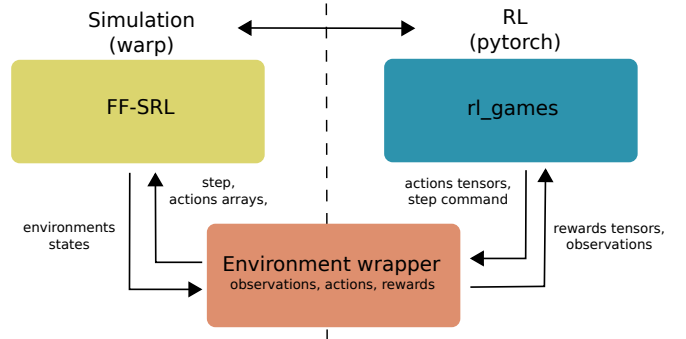 Simulation
(warp)
RL
(pytorch)
FF-SRL
rl_games
step,
actions arrays,
actions tensors,
step command
environments
states
rewards tensors,
observations
Environment wrapper
observations, actions, rewards